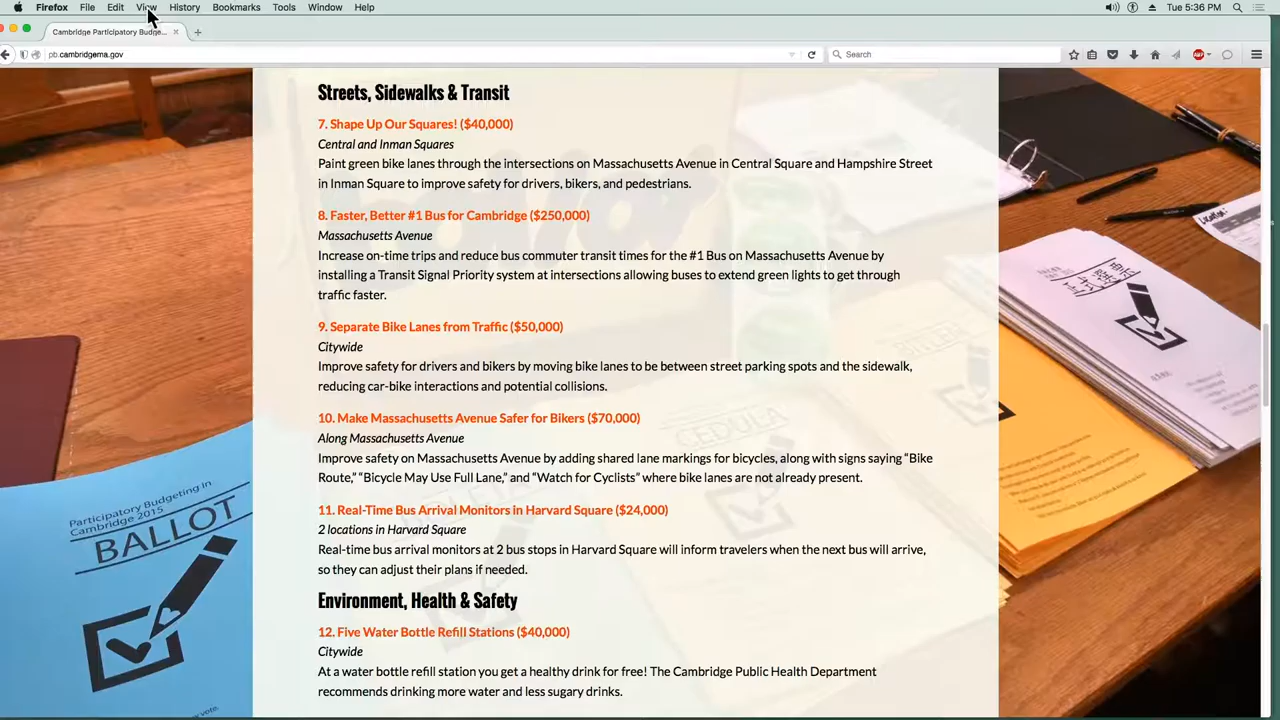 Firefox File Edit View History Bookmarks Tools Window Help Tue 5:36 PM
Cambridge Participatory Budge...
pb.cambridgema.gov
Search
Streets, Sidewalks & Transit
7. Shape Up Our Squares! ($40,000)
Central and Inman Squares
Paint green bike lanes through the intersections on Massachusetts Avenue in Central Square and Hampshire Street
in Inman Square to improve safety for drivers, bikers, and pedestrians.
8. Faster, Better #1 Bus for Cambridge ($250,000)
Massachusetts Avenue
Increase on-time trips and reduce bus commuter transit times for the #1 Bus on Massachusetts Avenue by
installing a Transit Signal Priority system at intersections allowing buses to extend green lights to get through
traffic faster.
9. Separate Bike Lanes from Traffic ($50,000)
Citywide
Improve safety for drivers and bikers by moving bike lanes to be between street parking spots and the sidewalk,
reducing car-bike interactions and potential collisions.
10. Make Massachusetts Avenue Safer for Bikers ($70,000)
Along Massachusetts Avenue
Improve safety on Massachusetts Avenue by adding shared lane markings for bicycles, along with signs saying “Bike
Route,” “Bicycle May Use Full Lane,” and “Watch for Cyclists” where bike lanes are not already present.
11. Real-Time Bus Arrival Monitors in Harvard Square ($24,000)
2 locations in Harvard Square
Real-time bus arrival monitors at 2 bus stops in Harvard Square will inform travelers when the next bus will arrive,
so they can adjust their plans if needed.
Environment, Health & Safety
12. Five Water Bottle Refill Stations ($40,000)
Citywide
At a water bottle refill station you get a healthy drink for free! The Cambridge Public Health Department
recommends drinking more water and less sugary drinks.
Participatory Budgeting in
Cambridge 2015
BALLOT
CEDULA